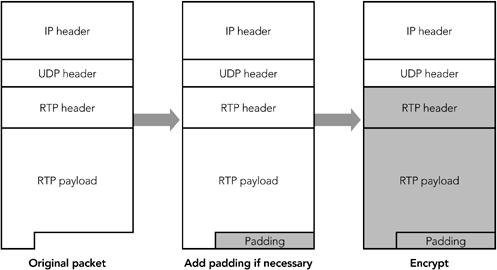 IP header
UDP header
RTP header
RTP payload
Original packet
IP header
UDP header
RTP header
RTP payload
Padding
Add padding if necessary
IP header
UDP header
RTP header
RTP payload
Padding
Encrypt